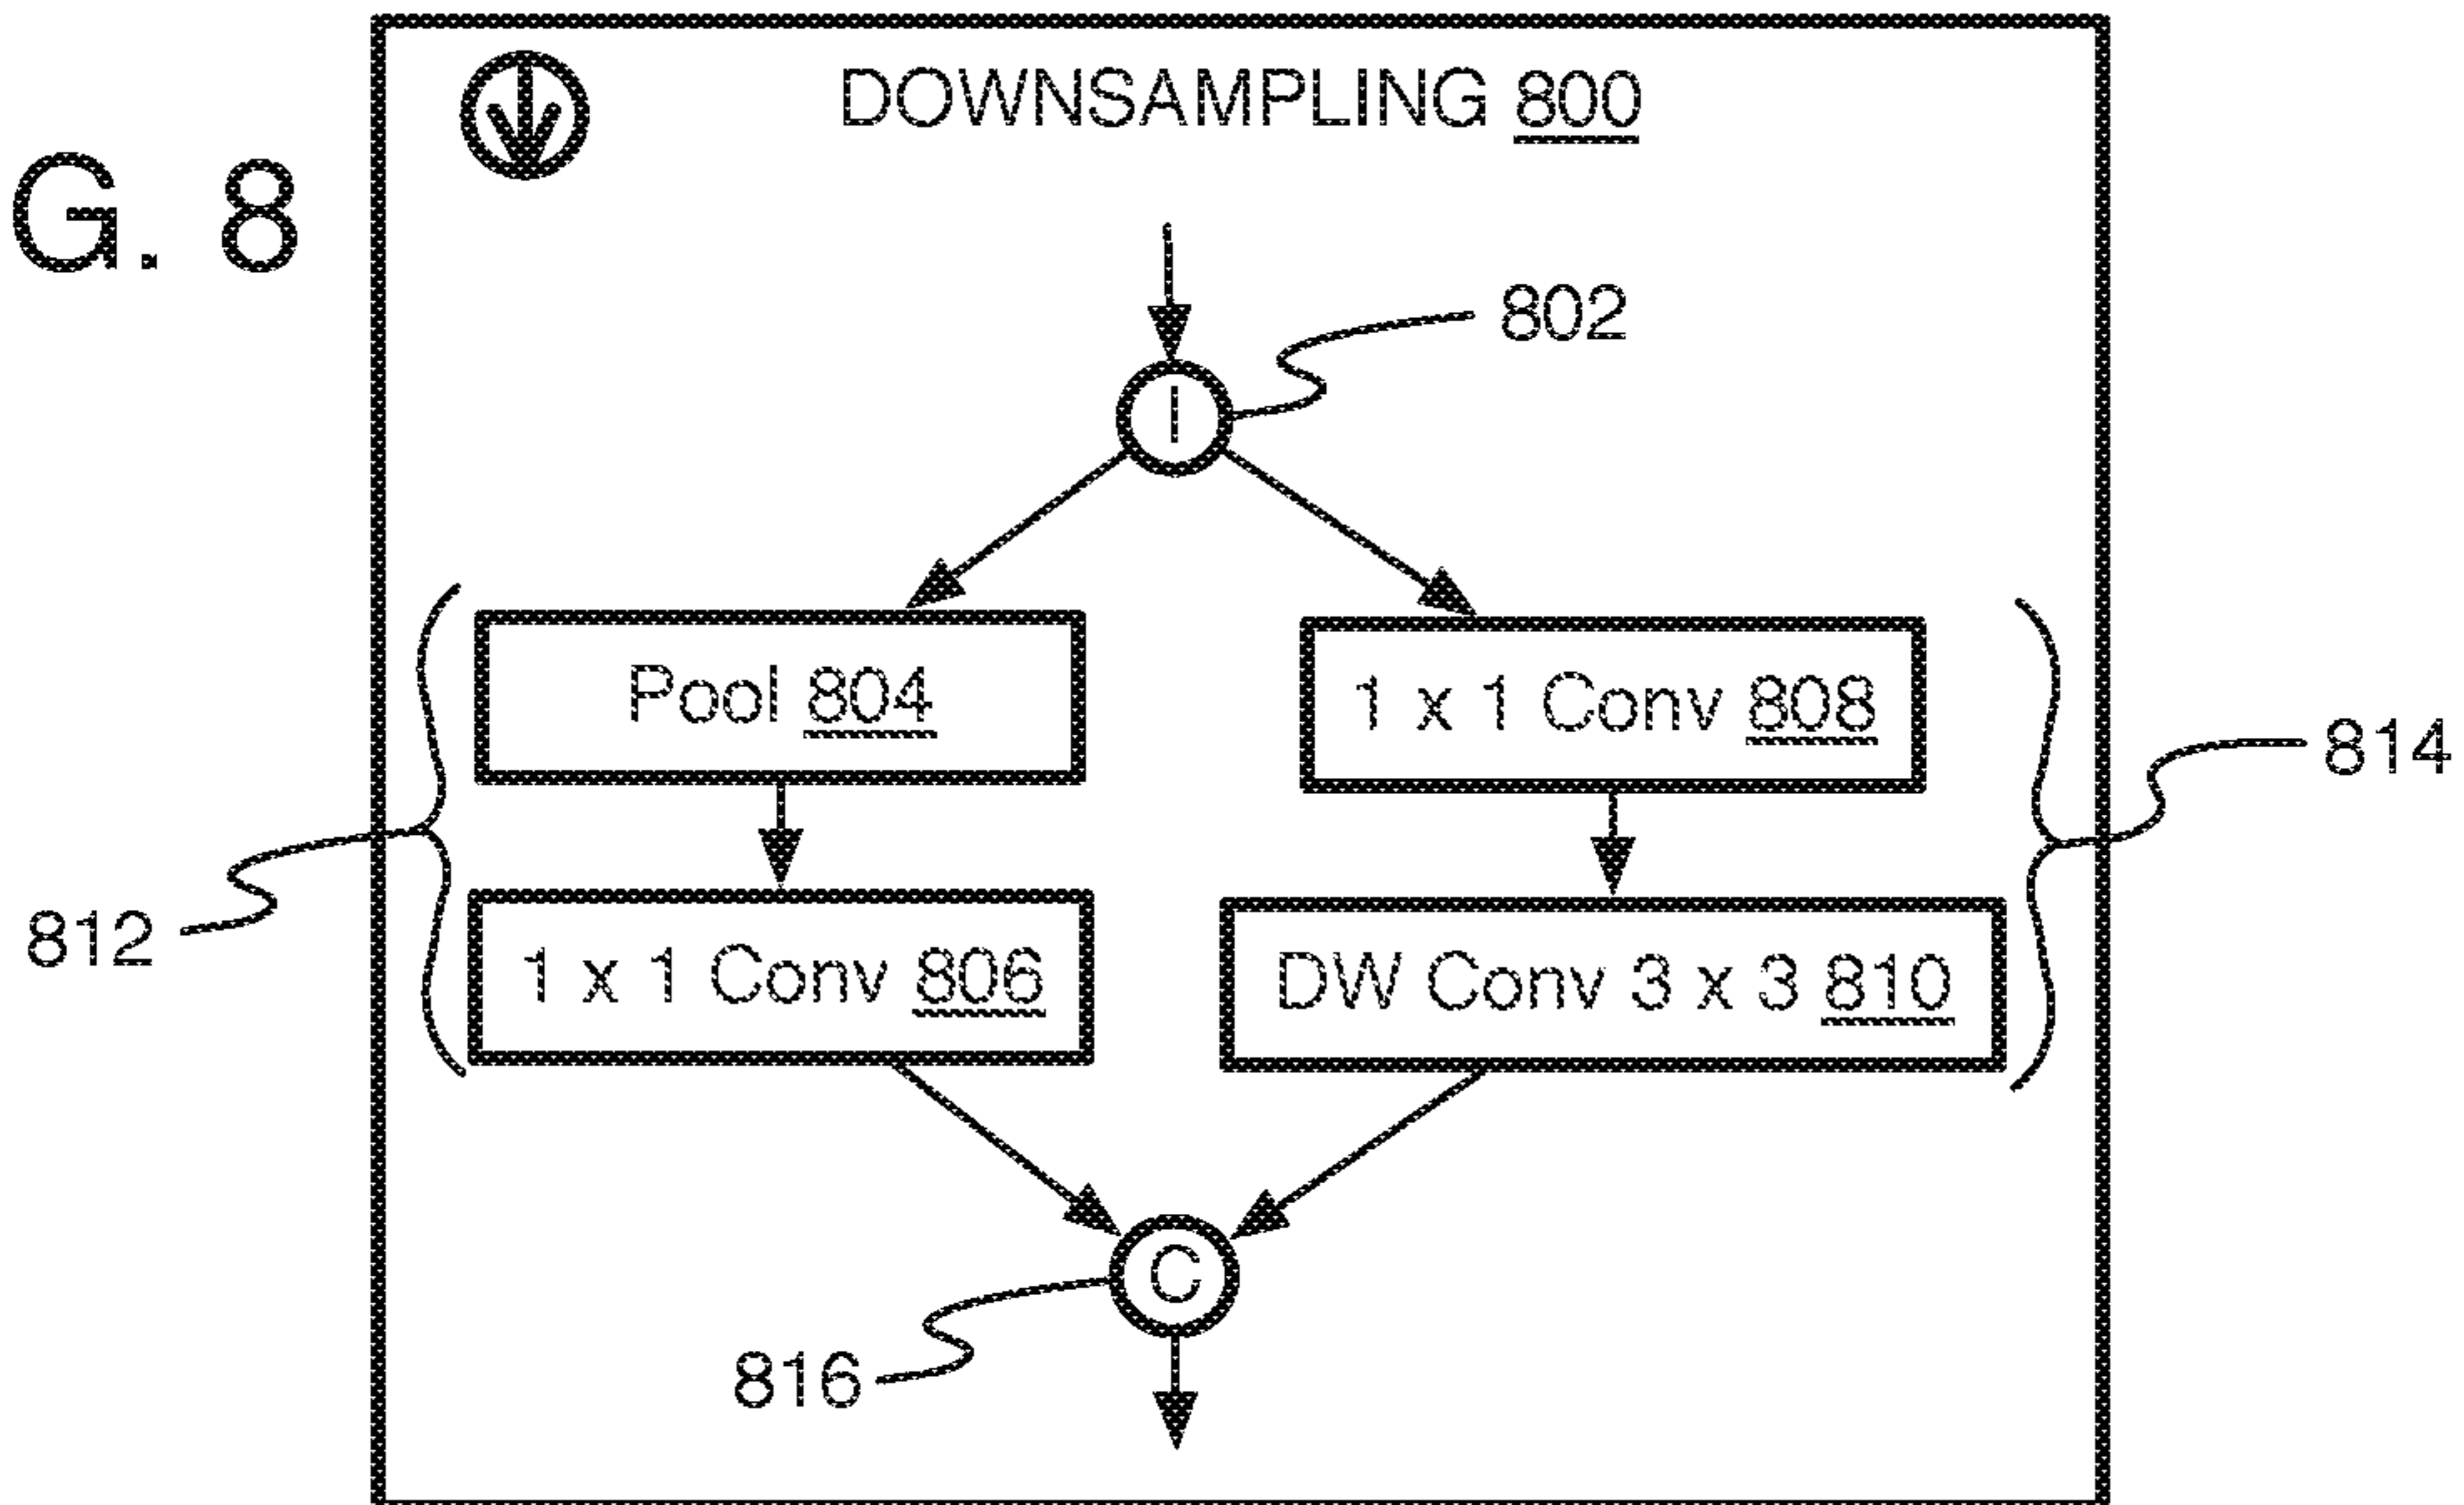 G. 8
DOWNSAMPLING 800
802
I
Pool 804
1 x 1 Conv 808
814
812
1 x 1 Conv 806
DW Conv 3 x 3 810
C
816